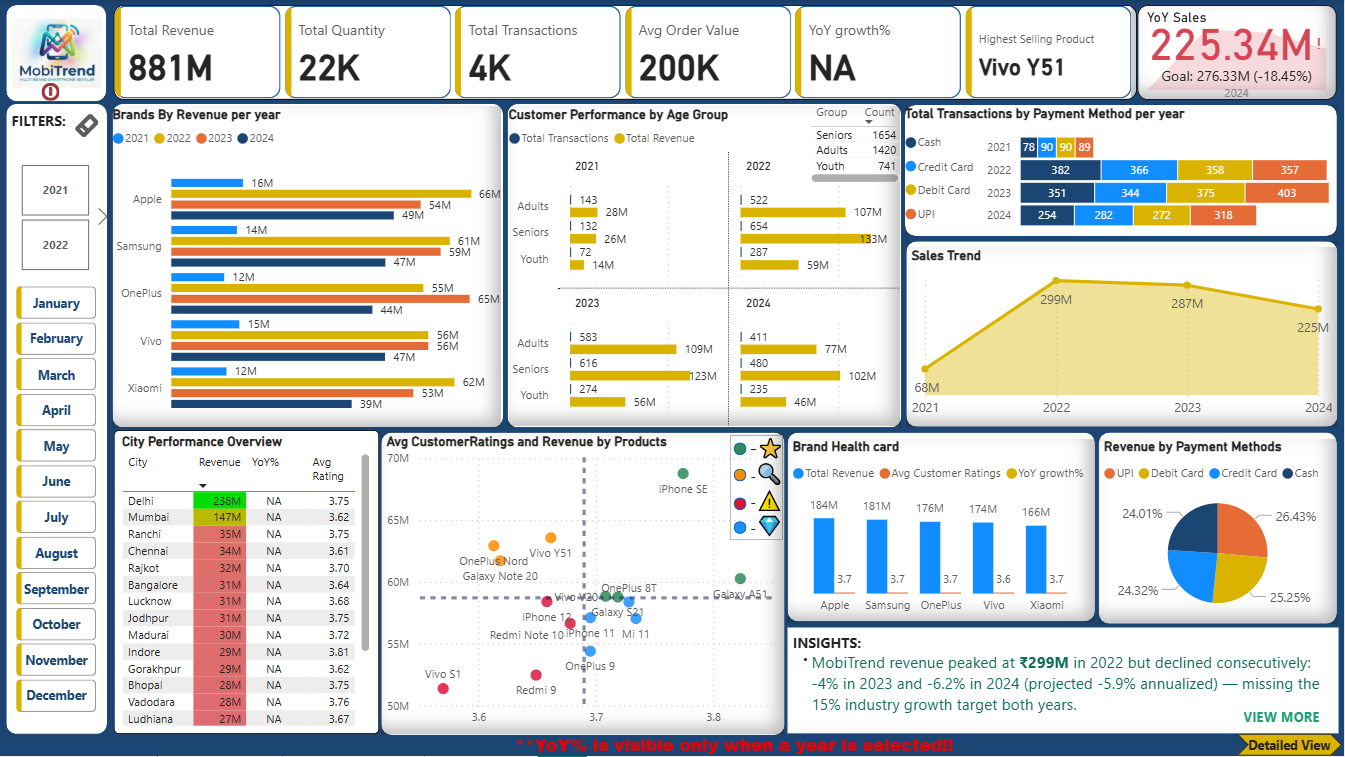 MobiTrend
MULTI-BRAND SMARTPHONE RETAILER
Total Revenue
881M
Total Quantity
22K
Total Transactions
4K
Avg Order Value
200K
YoY growth%
NA
Highest Selling Product
Vivo Y51
YoY Sales
225.34M!
Goal: 276.33M (-18.45%)
2024
FILTERS:
2021
2022
January
February
March
April
May
June
July
August
September
October
November
December
Brands By Revenue per year
2021 2022 2023 2024
Apple 16M 66M 54M 49M
Samsung 14M 61M 59M 47M
OnePlus 12M 55M 65M 44M
Vivo 15M 56M 56M 47M
Xiaomi 12M 62M 53M 39M
Customer Performance by Age Group
Total Transactions Total Revenue
Group Count
Seniors 1654
Adults 1420
Youth 741
2021
Adults 143 28M
Seniors 132 26M
Youth 72 14M
2022
522 107M
654 133M
287 59M
2023
Adults 583 109M
Seniors 616 123M
Youth 274 56M
2024
411 77M
480 102M
235 46M
Total Transactions by Payment Method per year
Cash
Credit Card
Debit Card
UPI
2021 78 90 90 89
2022 382 366 358 357
2023 351 344 375 403
2024 254 282 272 318
Sales Trend
68M 299M 287M 225M
2021 2022 2023 2024
City Performance Overview
City Revenue YoY% Avg Rating
Delhi 238M NA 3.75
Mumbai 147M NA 3.62
Ranchi 35M NA 3.75
Chennai 34M NA 3.61
Rajkot 32M NA 3.70
Bangalore 31M NA 3.64
Lucknow 31M NA 3.68
Jodhpur 31M NA 3.75
Madurai 30M NA 3.72
Indore 29M NA 3.81
Gorakhpur 29M NA 3.62
Bhopal 28M NA 3.75
Vadodara 28M NA 3.76
Ludhiana 27M NA 3.67
Avg CustomerRatings and Revenue by Products
70M
65M
60M
55M
50M
3.6 3.7 3.8
iPhone SE
Vivo Y51
OnePlus Nord
Galaxy Note 20
OnePlus 8T
Vivo V20
Galaxy A51
iPhone 12
Galaxy S21
Redmi Note 10
iPhone 11
Mi 11
OnePlus 9
Vivo S1
Redmi 9
-
-
-
-
Brand Health card
Total Revenue Avg Customer Ratings YoY growth%
184M 181M 176M 174M 166M
3.7 3.7 3.7 3.6 3.7
Apple Samsung OnePlus Vivo Xiaomi
Revenue by Payment Methods
UPI Debit Card Credit Card Cash
24.01% 26.43%
24.32% 25.25%
INSIGHTS:
• MobiTrend revenue peaked at ₹299M in 2022 but declined consecutively:
-4% in 2023 and -6.2% in 2024 (projected -5.9% annualized) — missing the
15% industry growth target both years.
VIEW MORE
**YoY% is visible only when a year is selected!!
Detailed View